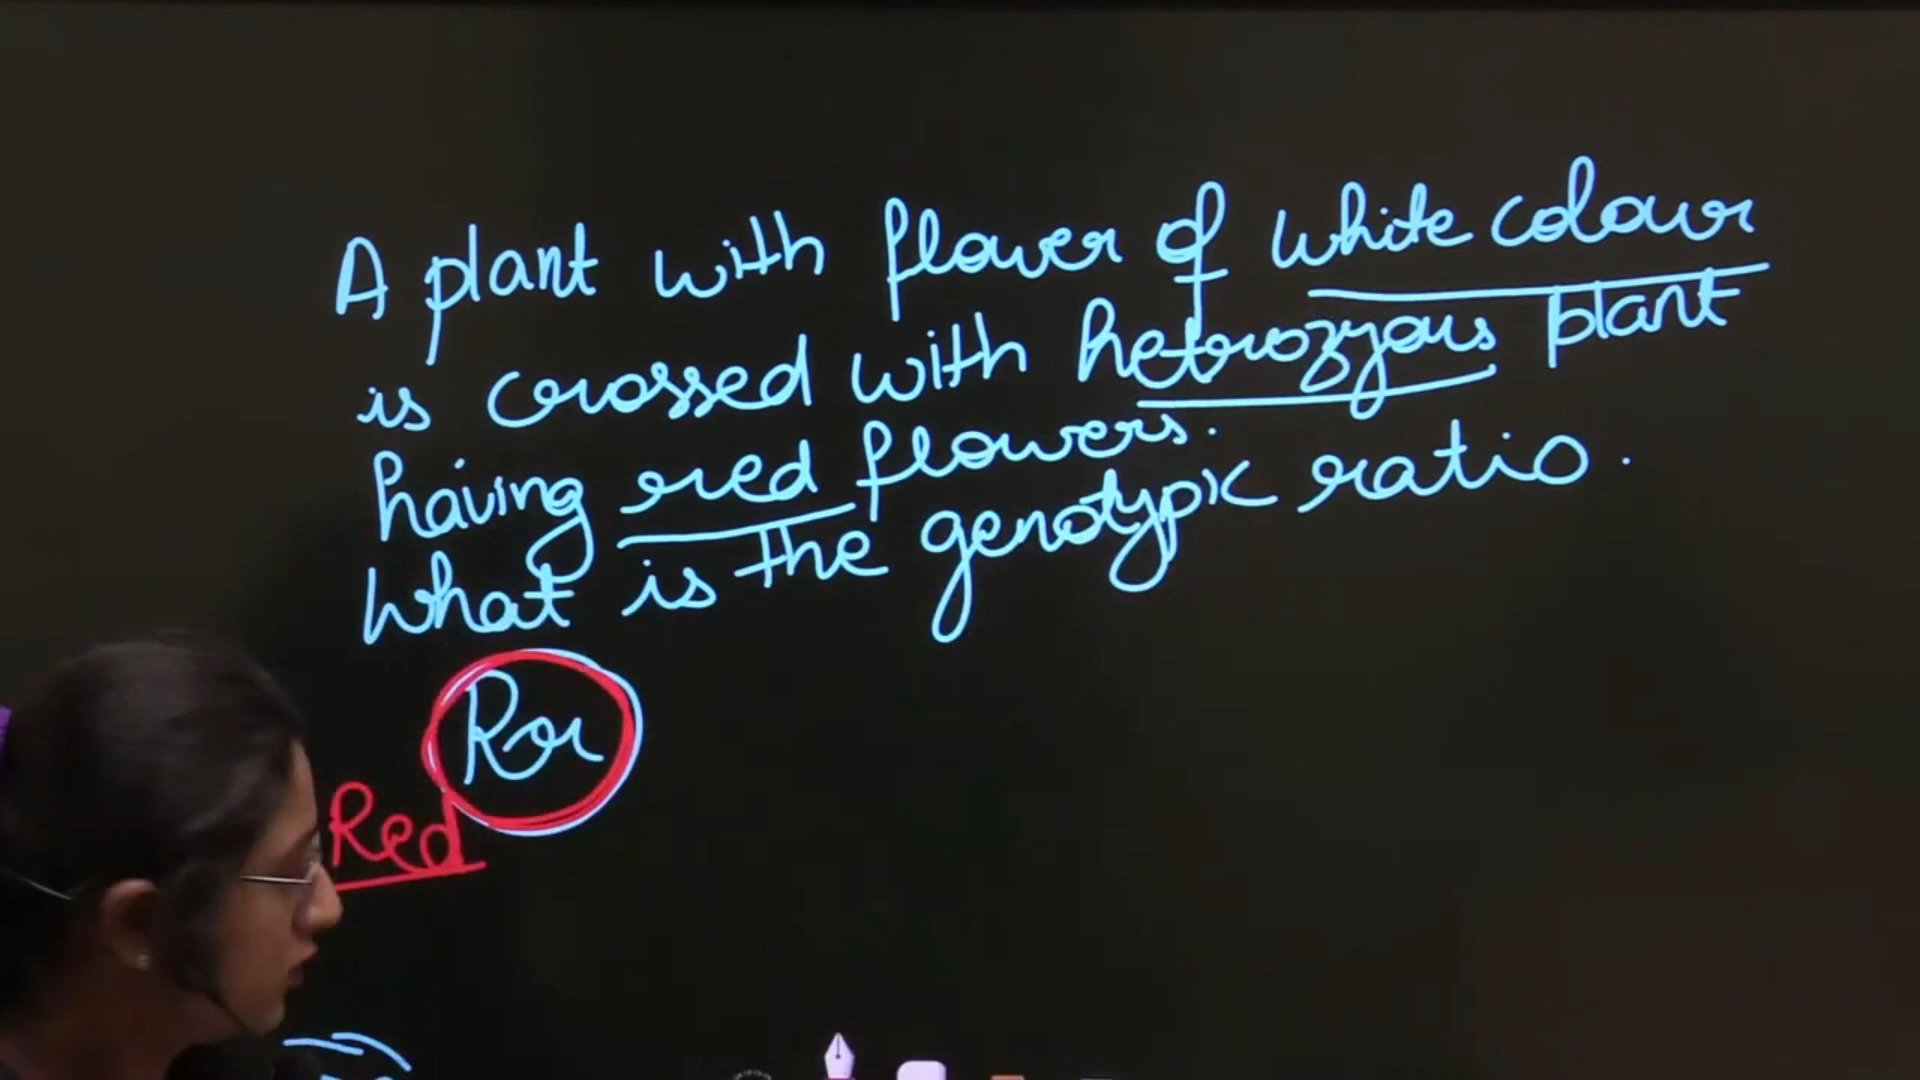 A plant with flower of white colour
is crossed with hetrozyous plant
having red flowers.
What is the genotypic ratio.
Rr
Red